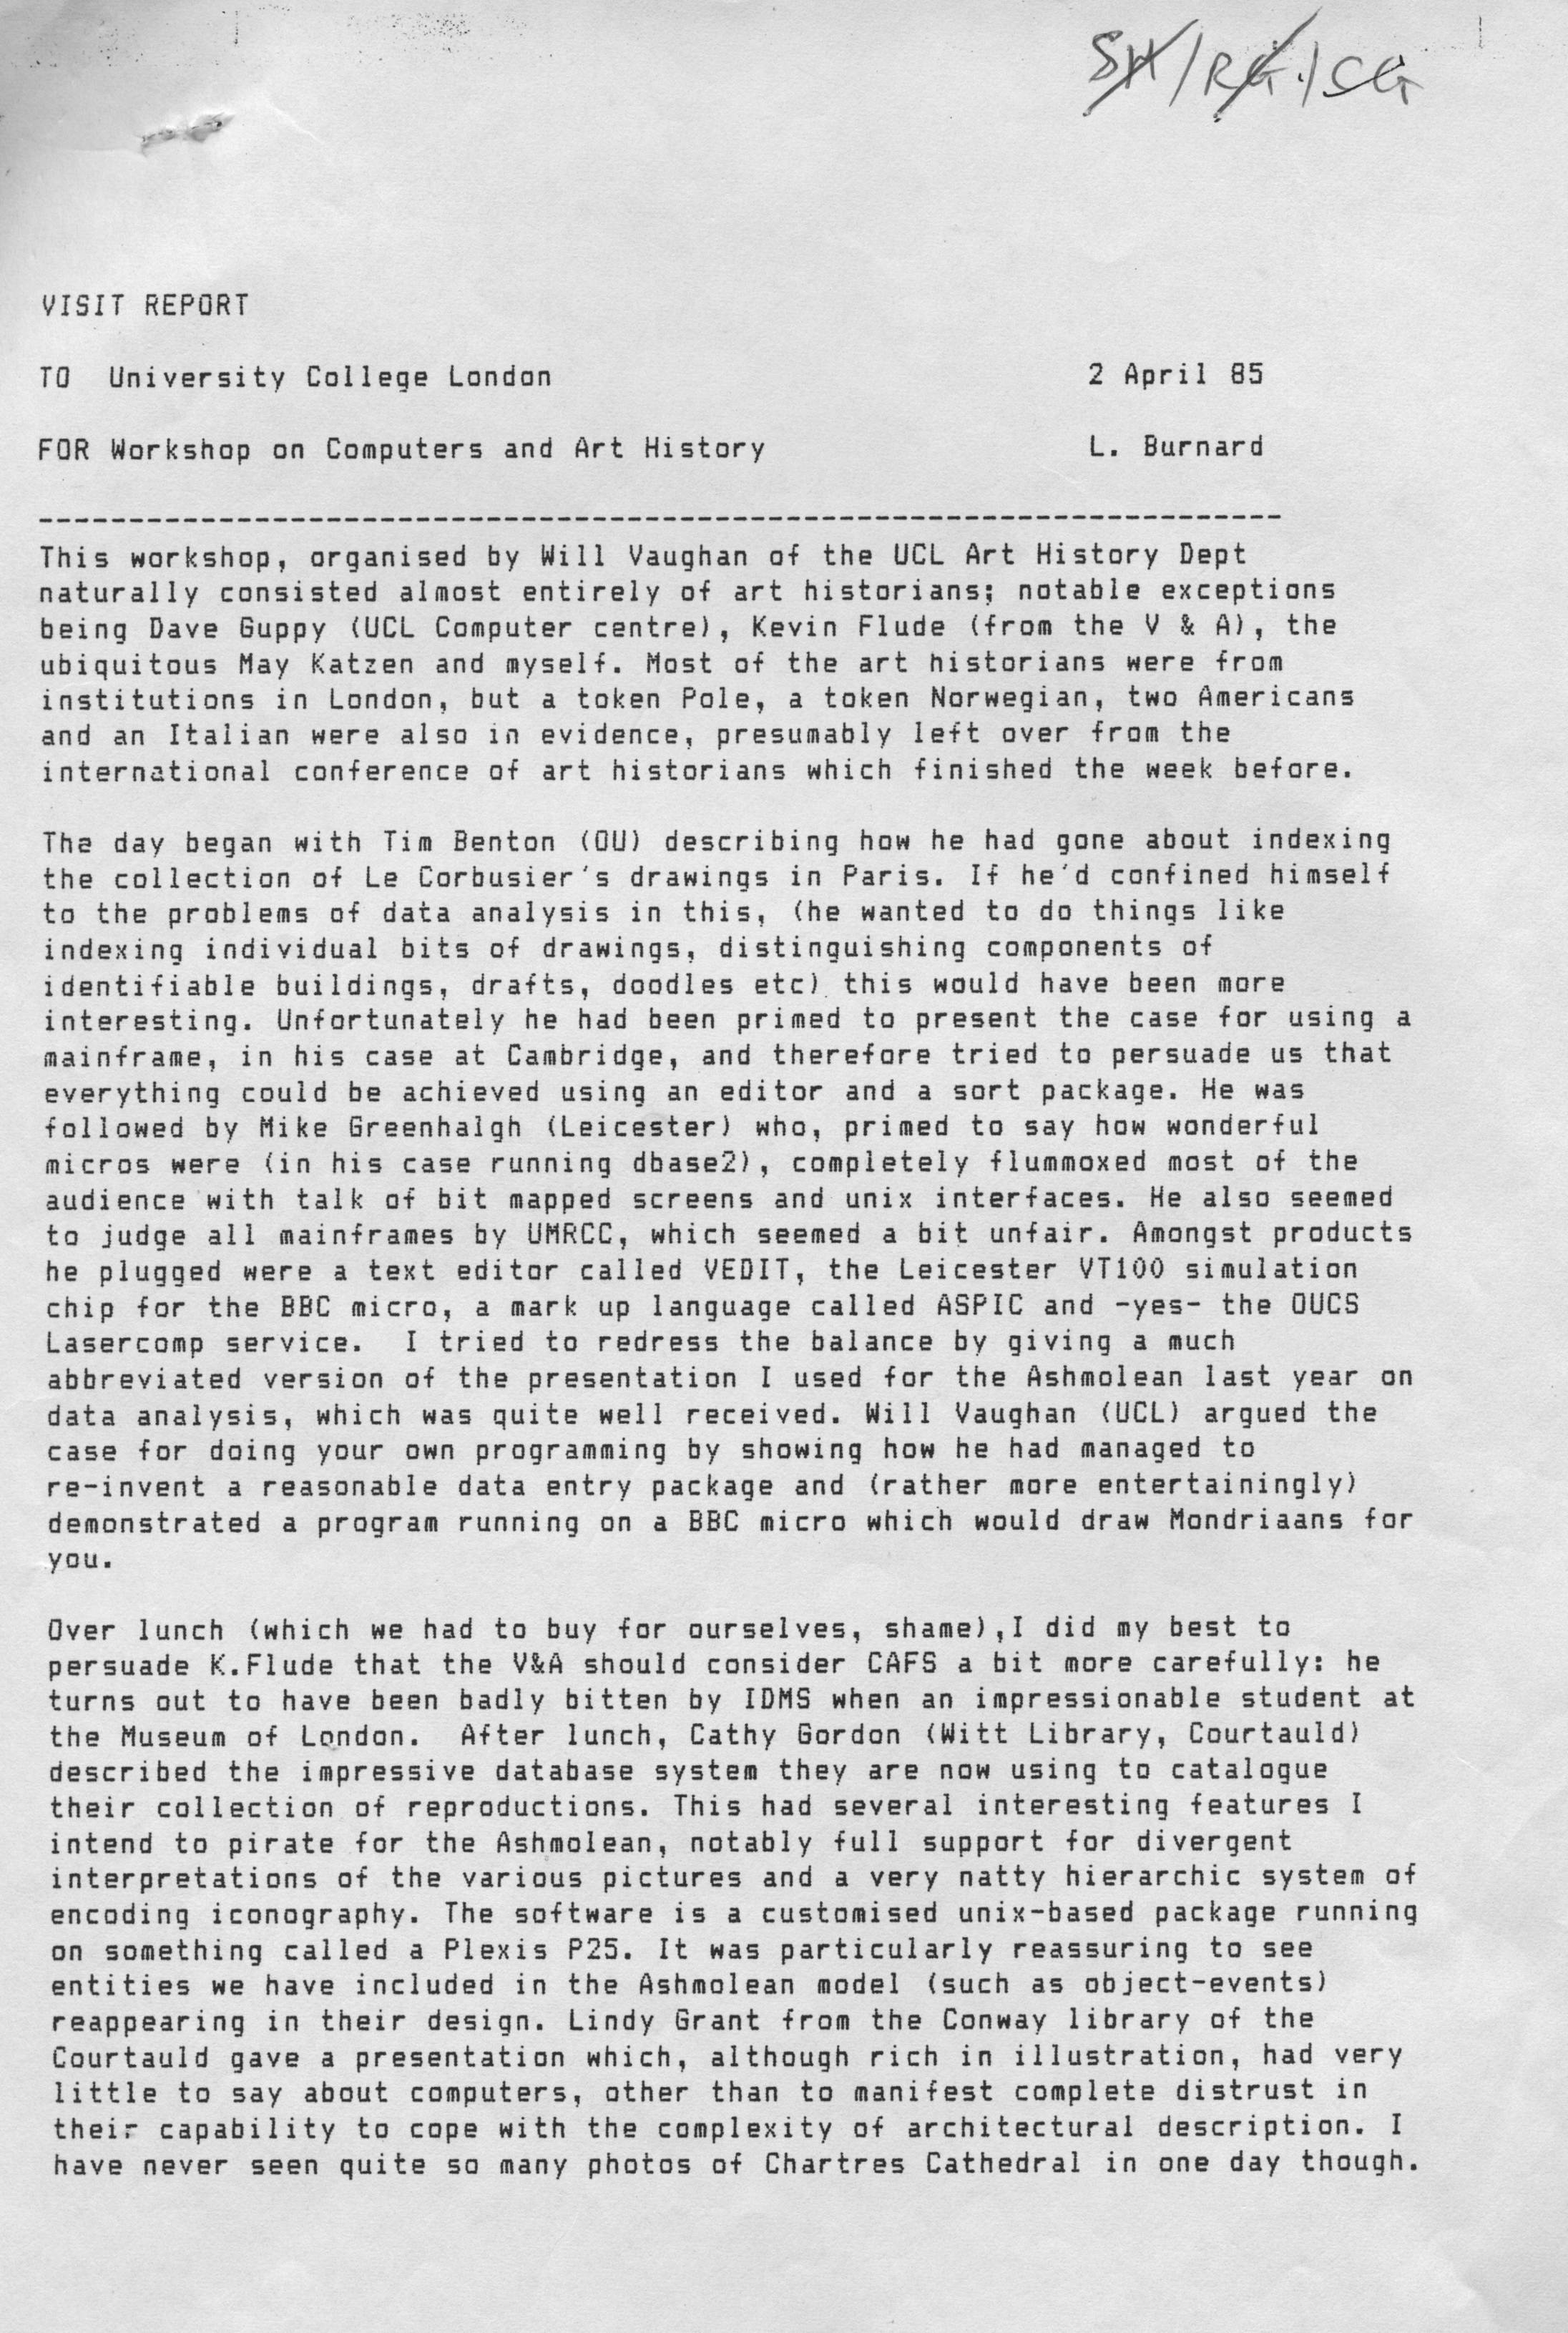 SH/RG./SG
VISIT REPORT
TO  University College London  2 April 85
FOR Workshop on Computers and Art History  L. Burnard
---------------------------------------------------------------------
This workshop, organised by Will Vaughan of the UCL Art History Dept
naturally consisted almost entirely of art historians; notable exceptions
being Dave Guppy (UCL Computer centre), Kevin Flude (from the V & A), the
ubiquitous May Katzen and myself. Most of the art historians were from
institutions in London, but a token Pole, a token Norwegian, two Americans
and an Italian were also in evidence, presumably left over from the
international conference of art historians which finished the week before.
The day began with Tim Benton (OU) describing how he had gone about indexing
the collection of Le Corbusier's drawings in Paris. If he'd confined himself
to the problems of data analysis in this, (he wanted to do things like
indexing individual bits of drawings, distinguishing components of
identifiable buildings, drafts, doodles etc) this would have been more
interesting. Unfortunately he had been primed to present the case for using a
mainframe, in his case at Cambridge, and therefore tried to persuade us that
everything could be achieved using an editor and a sort package. He was
followed by Mike Greenhalgh (Leicester) who, primed to say how wonderful
micros were (in his case running dbase2), completely flummoxed most of the
audience with talk of bit mapped screens and unix interfaces. He also seemed
to judge all mainframes by UMRCC, which seemed a bit unfair. Amongst products
he plugged were a text editor called VEDIT, the Leicester VT100 simulation
chip for the BBC micro, a mark up language called ASPIC and -yes- the OUCS
Lasercomp service.  I tried to redress the balance by giving a much
abbreviated version of the presentation I used for the Ashmolean last year on
data analysis, which was quite well received. Will Vaughan (UCL) argued the
case for doing your own programming by showing how he had managed to
re-invent a reasonable data entry package and (rather more entertainingly)
demonstrated a program running on a BBC micro which would draw Mondriaans for
you.
Over lunch (which we had to buy for ourselves, shame),I did my best to
persuade K.Flude that the V&A should consider CAFS a bit more carefully: he
turns out to have been badly bitten by IDMS when an impressionable student at
the Museum of London.  After lunch, Cathy Gordon (Witt Library, Courtauld)
described the impressive database system they are now using to catalogue
their collection of reproductions. This had several interesting features I
intend to pirate for the Ashmolean, notably full support for divergent
interpretations of the various pictures and a very natty hierarchic system of
encoding iconography. The software is a customised unix-based package running
on something called a Plexis P25. It was particularly reassuring to see
entities we have included in the Ashmolean model (such as object-events)
reappearing in their design. Lindy Grant from the Conway library of the
Courtauld gave a presentation which, although rich in illustration, had very
little to say about computers, other than to manifest complete distrust in
their capability to cope with the complexity of architectural description. I
have never seen quite so many photos of Chartres Cathedral in one day though.